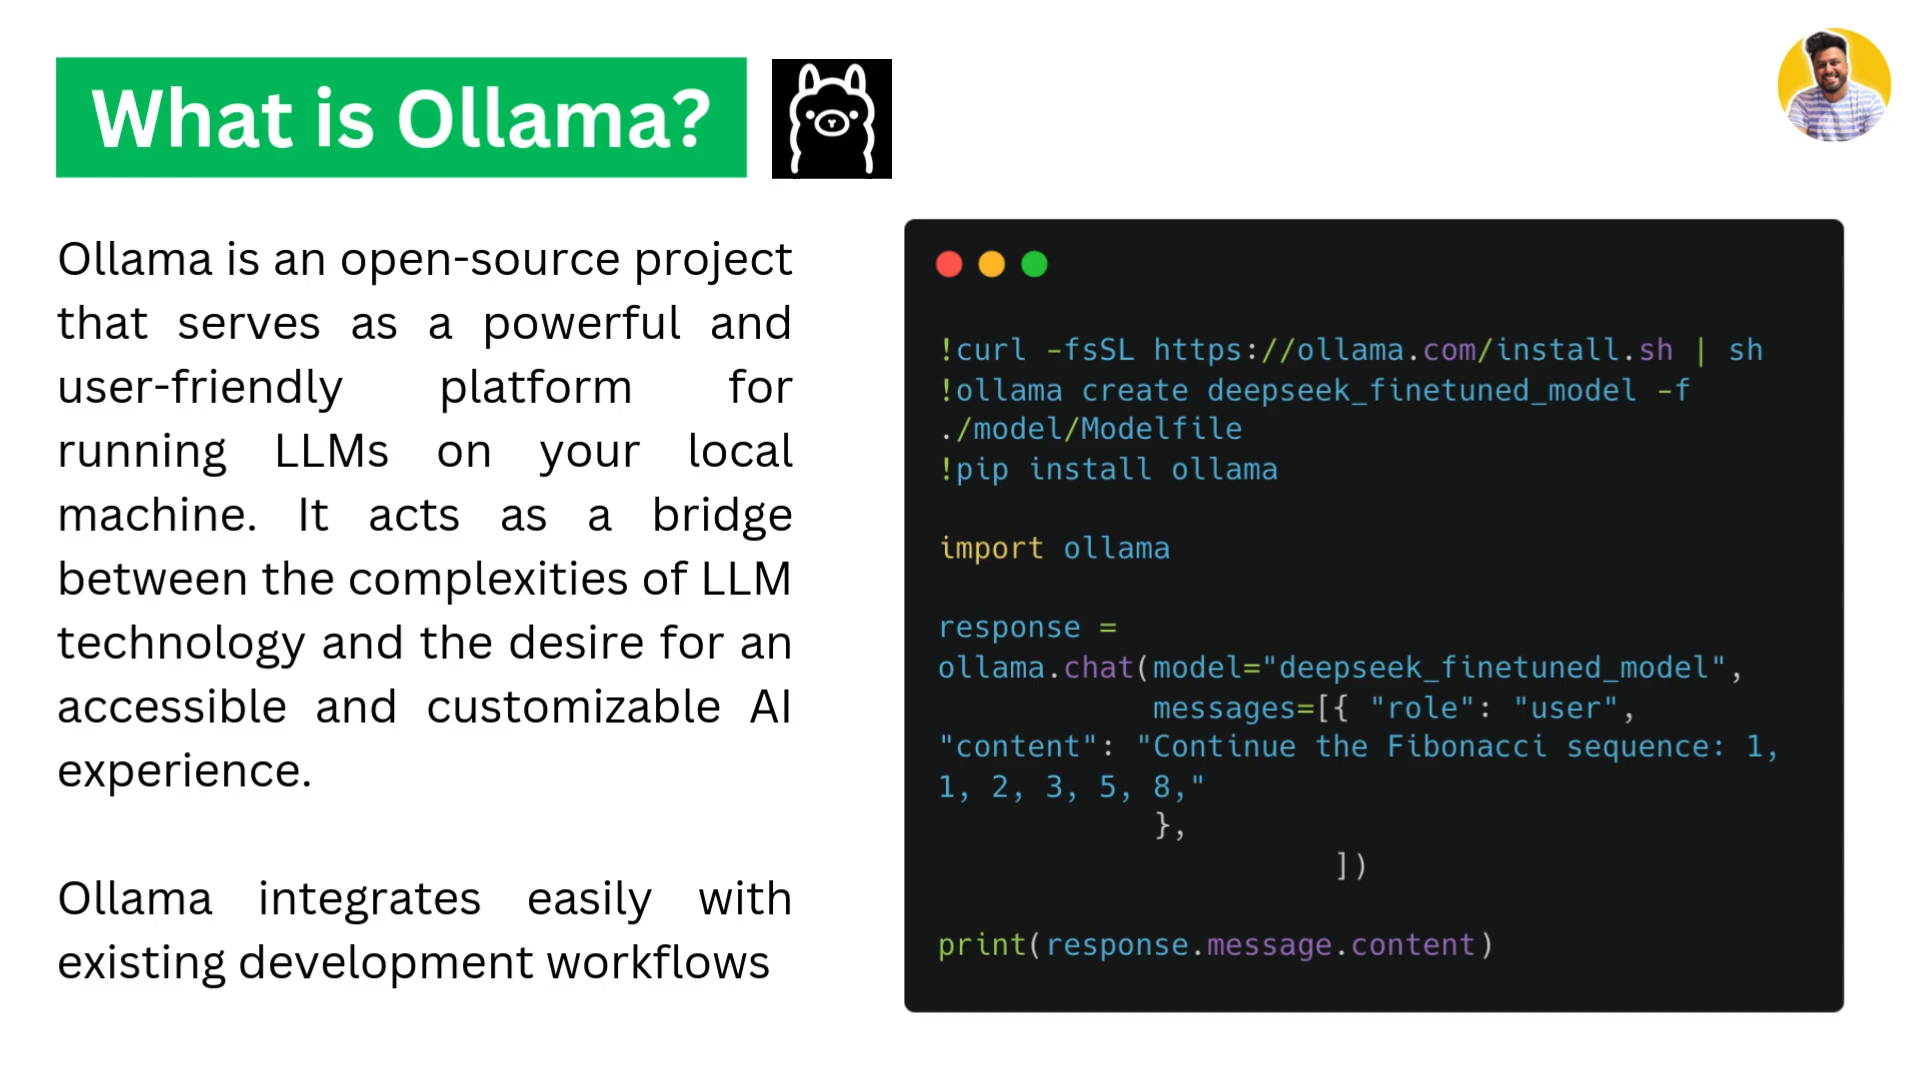 What is Ollama?
Ollama is an open-source project
that serves as a powerful and
user-friendly platform for
running LLMs on your local
machine. It acts as a bridge
between the complexities of LLM
technology and the desire for an
accessible and customizable AI
experience.
Ollama integrates easily with
existing development workflows
!curl -fsSL https://ollama.com/install.sh | sh
!ollama create deepseek_finetuned_model -f
./model/Modelfile
!pip install ollama
import ollama
response =
ollama.chat(model="deepseek_finetuned_model",
messages=[{ "role": "user",
"content": "Continue the Fibonacci sequence: 1,
1, 2, 3, 5, 8,"
},
])
print(response.message.content)